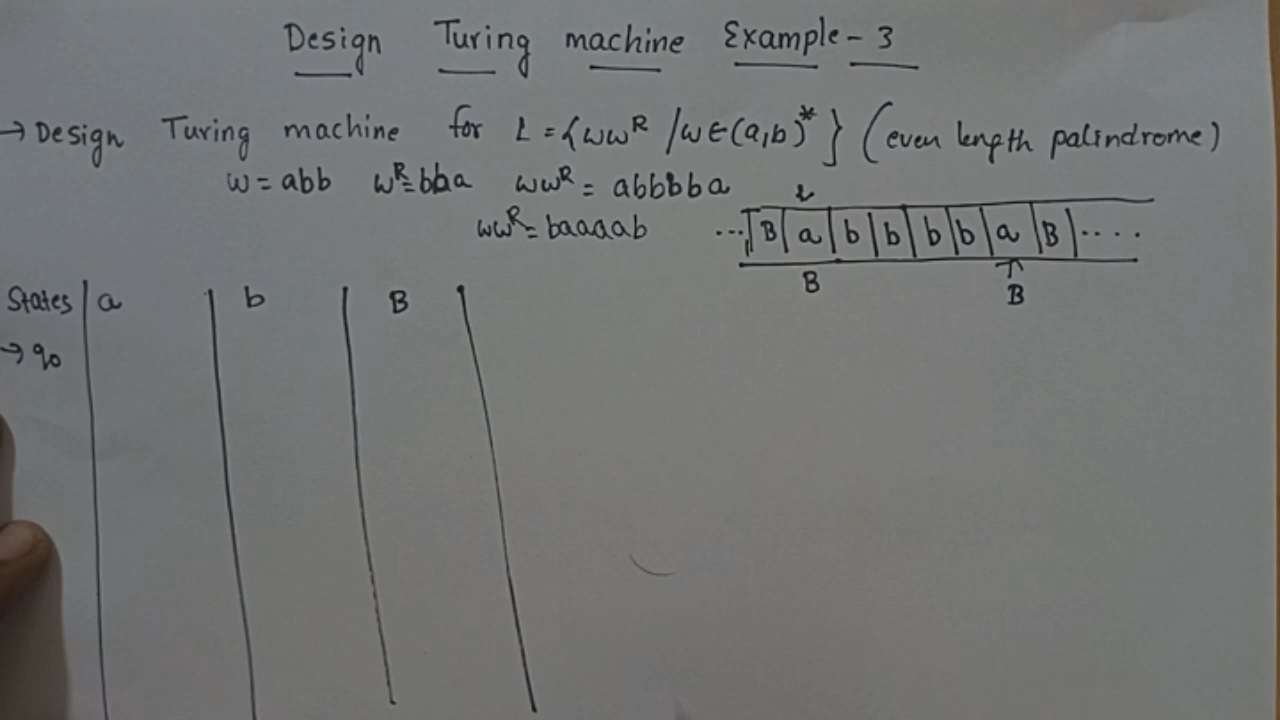 Design Turing machine Example - 3
→ Design Turing machine for L = {wwᴿ / w∈(a,b)*} (even length palindrome)
w = abb wᴿ= bba wwᴿ = abbbba
wwᴿ= baaaab ... B a b b b b a B ....
B B
States a b B
→ q₀